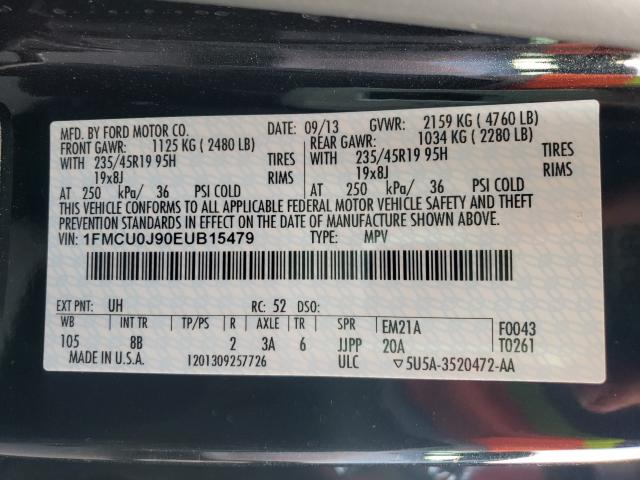 MFD. BY FORD MOTOR CO. DATE: 09/13 GVWR: 2159 KG ( 4760 LB)
FRONT GAWR: 1125 KG ( 2480 LB) REAR GAWR: 1034 KG ( 2280 LB)
WITH 235/45R19 95H TIRES WITH 235/45R19 95H TIRES
19x8J RIMS 19x8J RIMS
AT 250 kPa/ 36 PSI COLD AT 250 kPa/ 36 PSI COLD
THIS VEHICLE CONFORMS TO ALL APPLICABLE FEDERAL MOTOR VEHICLE SAFETY AND THEFT
PREVENTION STANDARDS IN EFFECT ON THE DATE OF MANUFACTURE SHOWN ABOVE.
VIN: 1FMCU0J90EUB15479 TYPE: MPV
EXT PNT: UH RC: 52 DSO:
WB INT TR TP/PS R AXLE TR SPR EM21A F0043
105 8B 2 3A 6 JJPP 20A T0261
MADE IN U.S.A. 1201309257726 ULC ▽5U5A-3520472-AA